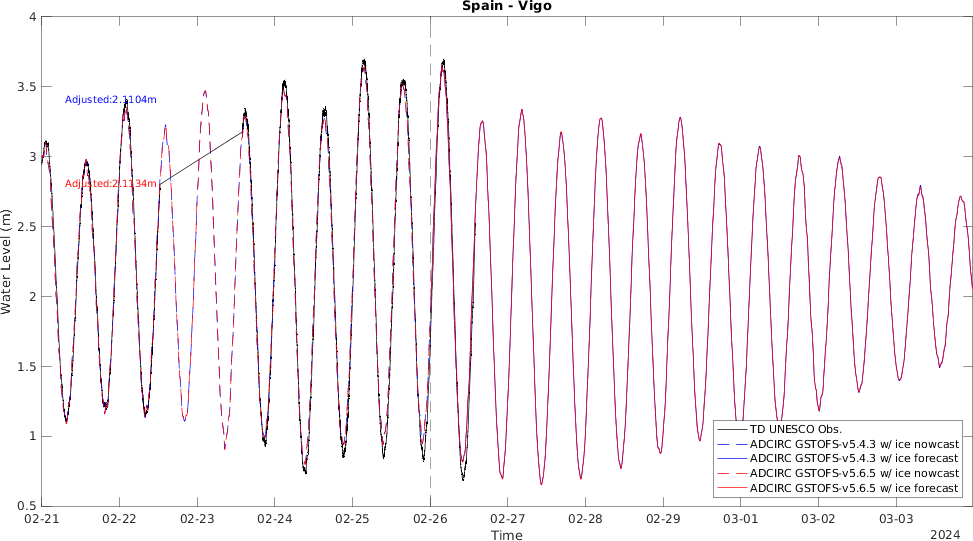 Spain - Vigo
4
3.5
3
2.5
2
1.5
1
0.5
Water Level (m)
Adjusted:2.1104m
Adjusted:2.1134m
TD UNESCO Obs.
ADCIRC GSTOFS-v5.4.3 w/ ice nowcast
ADCIRC GSTOFS-v5.4.3 w/ ice forecast
ADCIRC GSTOFS-v5.6.5 w/ ice nowcast
ADCIRC GSTOFS-v5.6.5 w/ ice forecast
02-21 02-22 02-23 02-24 02-25 02-26 02-27 02-28 02-29 03-01 03-02 03-03
Time
2024